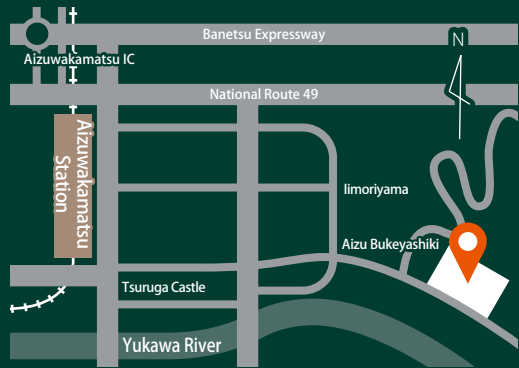 Banetsu Expressway
N
Aizuwakamatsu IC
National Route 49
Aizuwakamatsu
Station
Iimoriyama
Aizu Bukeyashiki
Tsuruga Castle
Yukawa River